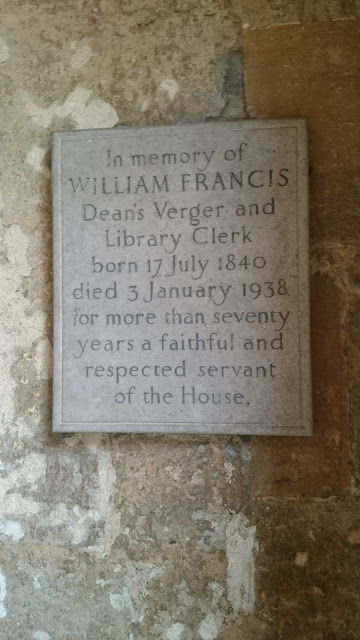 In memory of
WILLIAM FRANCIS
Dean's Verger and
Library Clerk
born 17 July 1840
died 3 January 1938
for more than seventy
years a faithful and
respected servant
of the House.